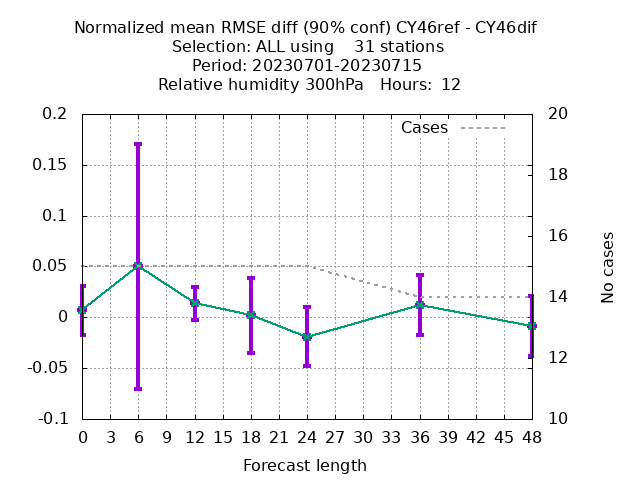 Normalized mean RMSE diff (90% conf) CY46ref - CY46dif
Selection: ALL using    31 stations
Period: 20230701-20230715
Relative humidity 300hPa   Hours:  12
Cases
0.2
0.15
0.1
0.05
0
-0.05
-0.1
20
18
16
14
12
10
No cases
0 3 6 9 12 15 18 21 24 27 30 33 36 39 42 45 48
Forecast length